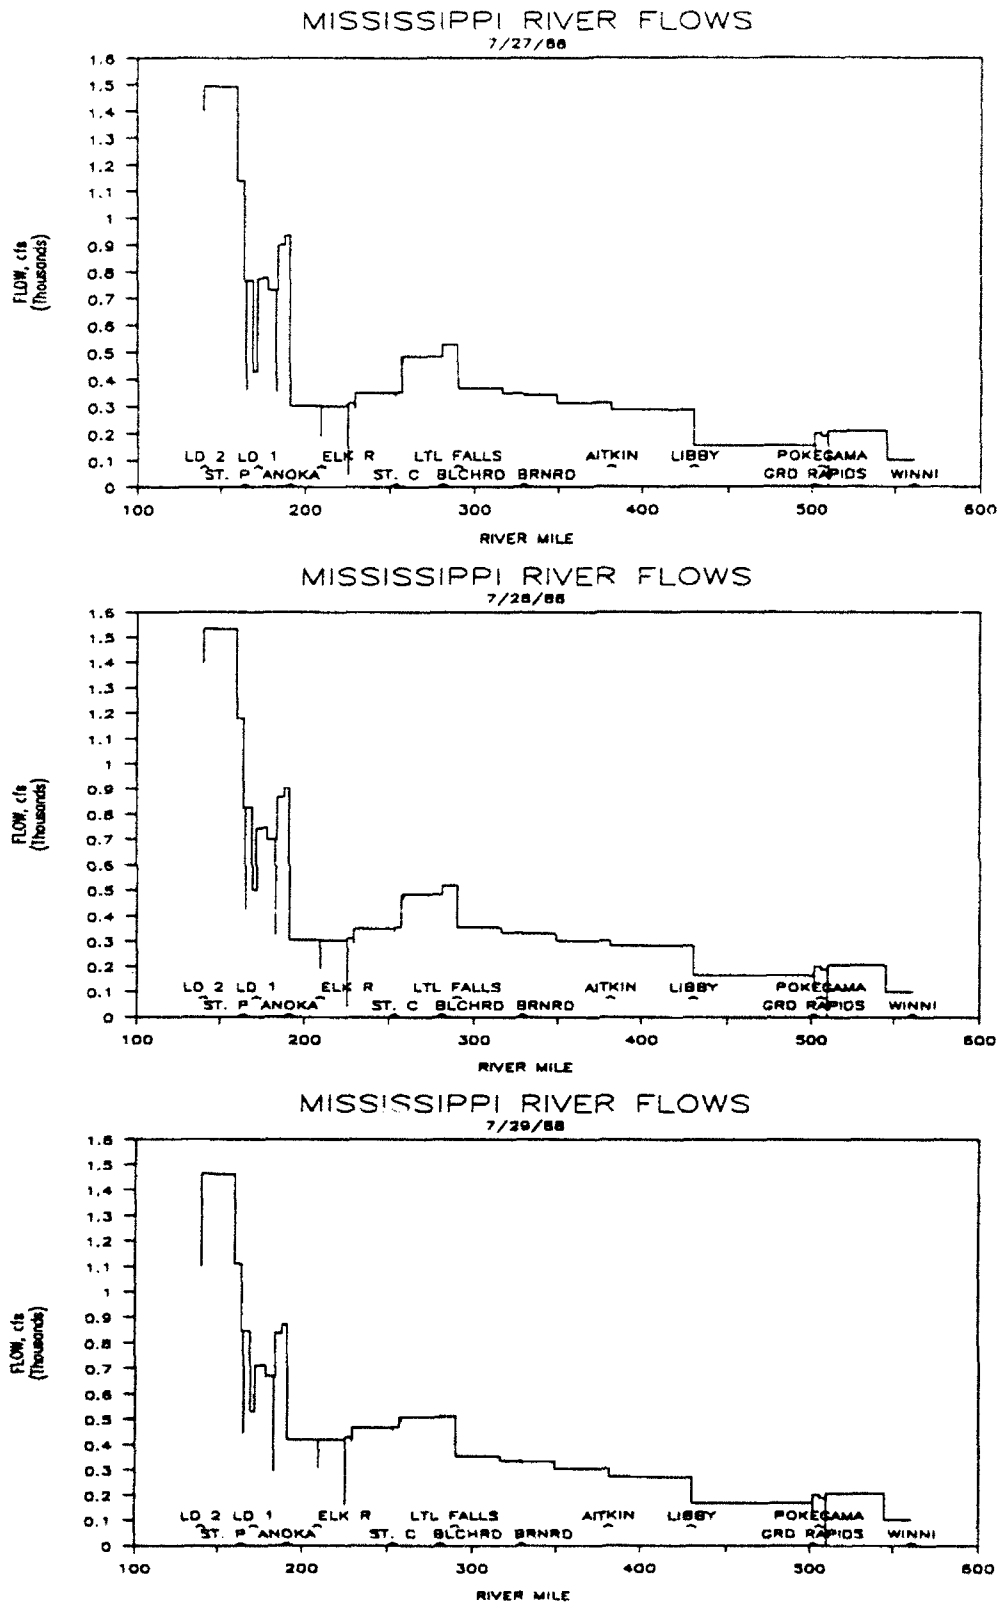 MISSISSIPPI RIVER FLOWS
7/27/88
FLOW, cfs
(Thousands)
1.6
1.5
1.4
1.3
1.2
1.1
1
0.9
0.8
0.7
0.6
0.5
0.4
0.3
0.2
0.1
0
LD 2 LD 1 ELK R LTL FALLS AITKIN LIBBY POKEGAMA
ST. P ANOKA ST. C BLCHRD BRNRD GRD RAPIDS WINNI
100 200 300 400 500 600
RIVER MILE
MISSISSIPPI RIVER FLOWS
7/28/88
FLOW, cfs
(Thousands)
1.6
1.5
1.4
1.3
1.2
1.1
1
0.9
0.8
0.7
0.6
0.5
0.4
0.3
0.2
0.1
0
LD 2 LD 1 ELK R LTL FALLS AITKIN LIBBY POKEGAMA
ST. P ANOKA ST. C BLCHRD BRNRD GRD RAPIDS WINNI
100 200 300 400 500 600
RIVER MILE
MISSISSIPPI RIVER FLOWS
7/29/88
FLOW, cfs
(Thousands)
1.6
1.5
1.4
1.3
1.2
1.1
1
0.9
0.8
0.7
0.6
0.5
0.4
0.3
0.2
0.1
0
LD 2 LD 1 ELK R LTL FALLS AITKIN LIBBY POKEGAMA
ST. P ANOKA ST. C BLCHRD BRNRD GRD RAPIDS WINNI
100 200 300 400 500 600
RIVER MILE